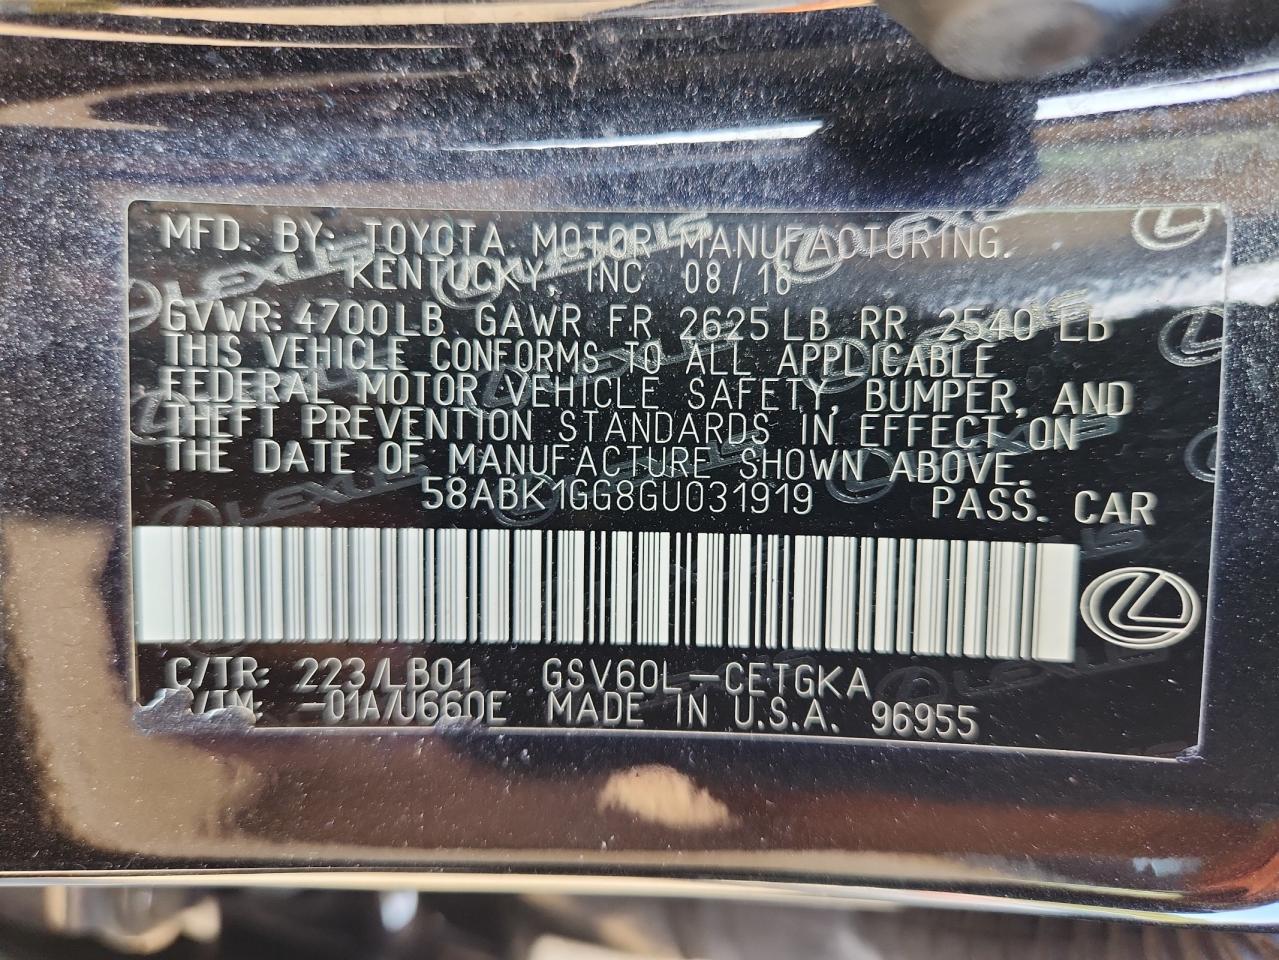 MFD. BY: TOYOTA MOTOR MANUFACTURING.
KENTUCKY, INC 08/16
GVWR: 4700LB GAWR FR 2625LB RR 2540 LB
THIS VEHICLE CONFORMS TO ALL APPLICABLE
FEDERAL MOTOR VEHICLE SAFETY, BUMPER, AND
THEFT PREVENTION STANDARDS IN EFFECT ON
THE DATE OF MANUFACTURE SHOWN ABOVE.
58ABK1GG8GU031919 PASS. CAR
C/TR: 223/LB01 GSV60L-CETGKA
-01A/U660E MADE IN U.S.A. 96955